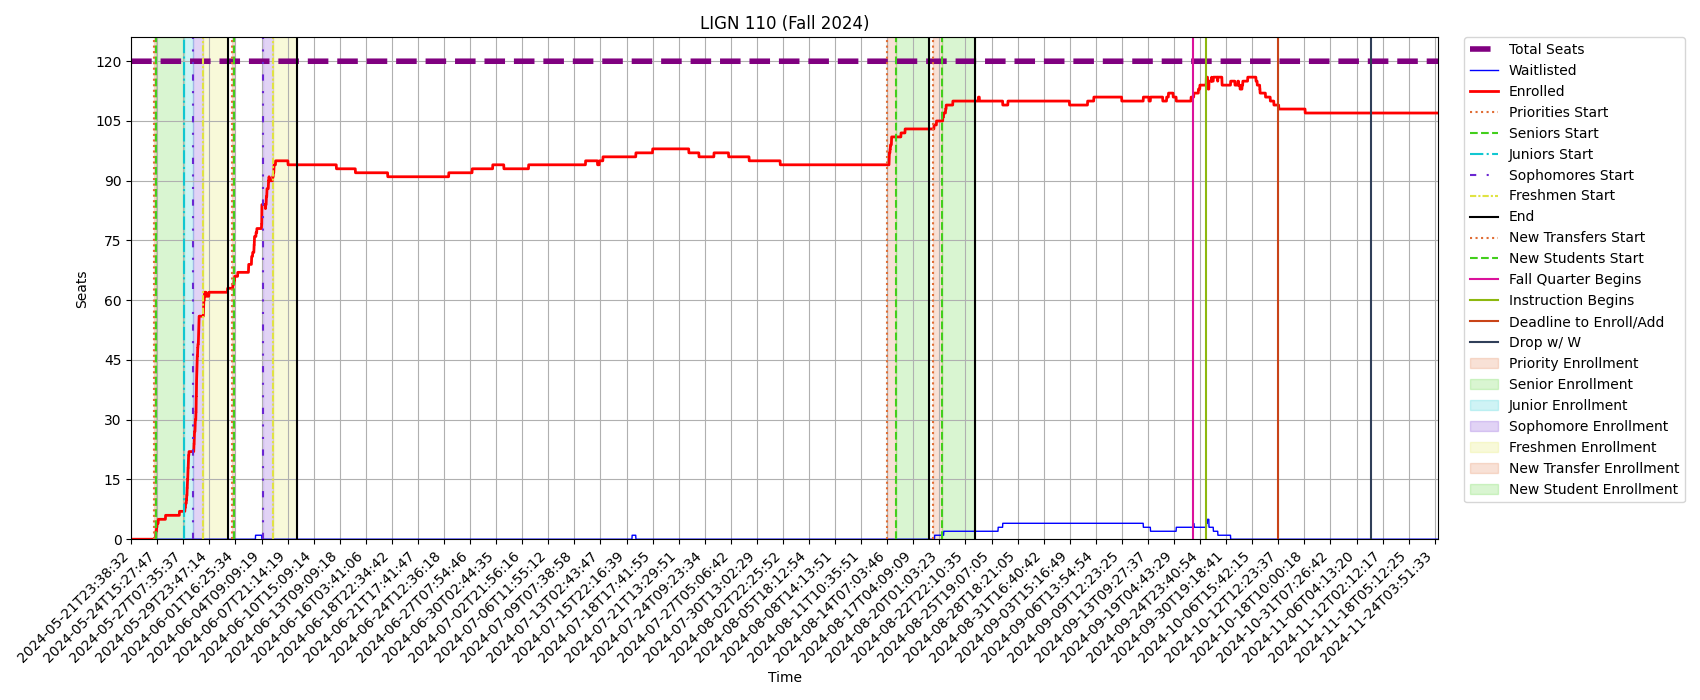 LIGN 110 (Fall 2024)
120
105
90
75
60
45
30
15
0
Seats
2024-05-21T23:38:32
2024-05-24T15:27:47
2024-05-27T07:35:37
2024-05-29T23:47:14
2024-06-01T16:25:34
2024-06-04T09:09:19
2024-06-07T21:14:19
2024-06-10T15:09:14
2024-06-13T09:09:18
2024-06-16T03:41:06
2024-06-18T22:34:42
2024-06-21T17:41:47
2024-06-24T12:36:18
2024-06-27T07:54:46
2024-06-30T02:44:35
2024-07-02T21:56:16
2024-07-06T11:55:12
2024-07-09T07:38:58
2024-07-13T02:43:47
2024-07-15T22:16:39
2024-07-18T17:41:55
2024-07-21T13:29:51
2024-07-24T09:23:34
2024-07-27T05:06:42
2024-07-30T13:02:29
2024-08-02T22:25:52
2024-08-05T18:12:54
2024-08-08T14:13:51
2024-08-11T10:35:51
2024-08-14T07:03:46
2024-08-17T04:09:09
2024-08-20T01:03:23
2024-08-22T22:10:35
2024-08-25T19:07:05
2024-08-28T18:21:05
2024-08-31T16:40:42
2024-09-03T15:16:49
2024-09-06T13:54:54
2024-09-09T12:23:25
2024-09-13T09:27:37
2024-09-19T04:43:29
2024-09-24T23:40:54
2024-09-30T19:18:41
2024-10-06T15:42:15
2024-10-12T12:23:37
2024-10-18T10:00:18
2024-10-31T07:26:42
2024-11-06T04:13:20
2024-11-12T02:12:17
2024-11-18T05:12:25
2024-11-24T03:51:33
Time
Total Seats
Waitlisted
Enrolled
Priorities Start
Seniors Start
Juniors Start
Sophomores Start
Freshmen Start
End
New Transfers Start
New Students Start
Fall Quarter Begins
Instruction Begins
Deadline to Enroll/Add
Drop w/ W
Priority Enrollment
Senior Enrollment
Junior Enrollment
Sophomore Enrollment
Freshmen Enrollment
New Transfer Enrollment
New Student Enrollment